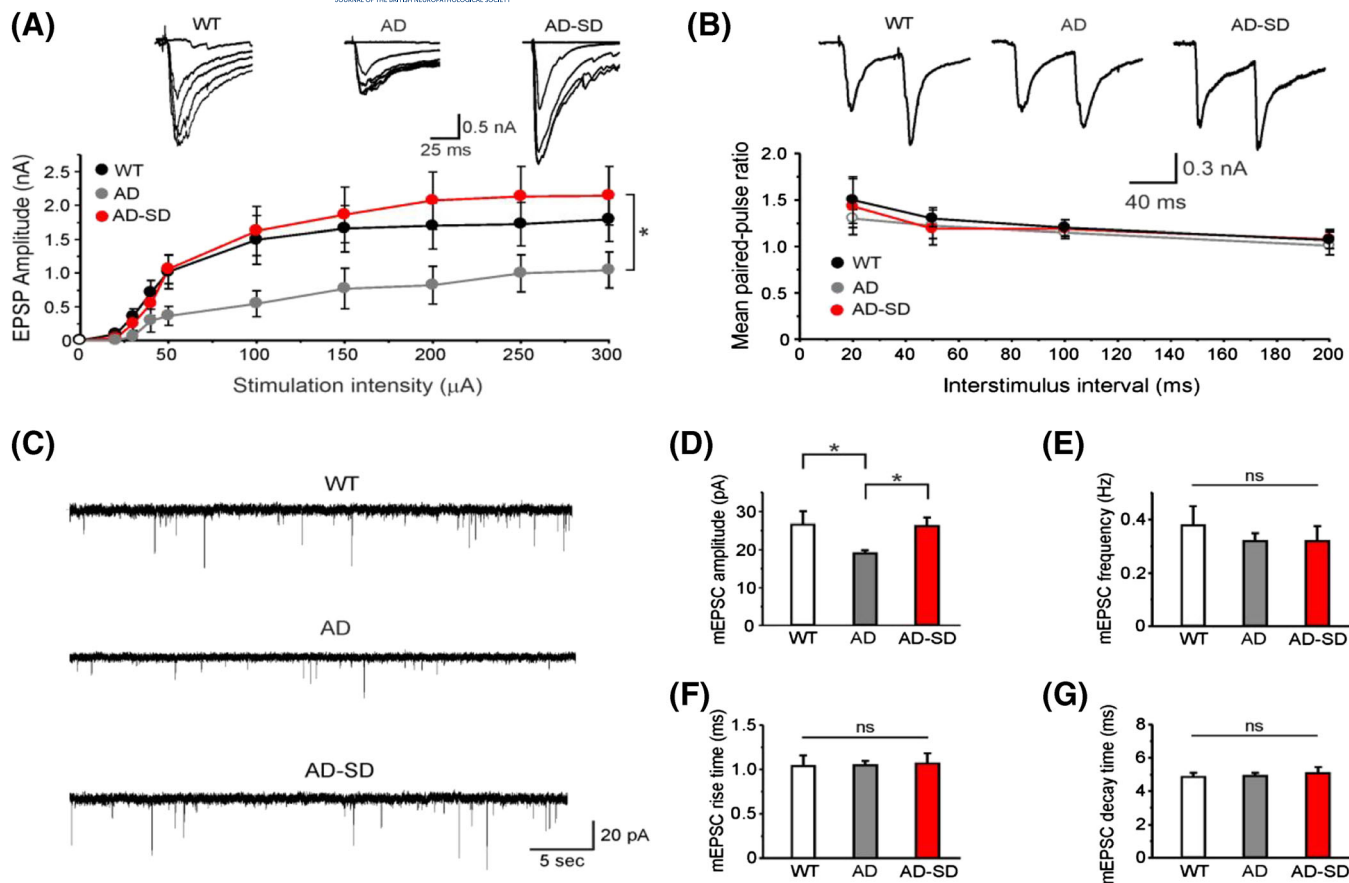 JOURNAL OF THE BRITISH NEUROPATHOLOGICAL SOCIETY
(A)
WT
AD
AD-SD
0.5 nA
25 ms
EPSP Amplitude (nA)
2.5
2.0
1.5
1.0
0.5
0
WT
AD
AD-SD
*
0
50
100
150
200
250
300
Stimulation intensity (µA)
(B)
WT
AD
AD-SD
0.3 nA
40 ms
Mean paired-pulse ratio
2.0
1.5
1.0
0.5
0
WT
AD
AD-SD
0
20
40
60
80
100
120
140
160
180
200
Interstimulus interval (ms)
(C)
WT
AD
AD-SD
20 pA
5 sec
(D)
* *
mEPSC amplitude (pA)
30
20
10
0
WT AD AD-SD
(E)
ns
mEPSC frequency (Hz)
0.4
0.2
0
WT AD AD-SD
(F)
ns
mEPSC rise time (ms)
1.5
1.0
0.5
0
WT AD AD-SD
(G)
ns
mEPSC decay time (ms)
8
6
4
2
0
WT AD AD-SD